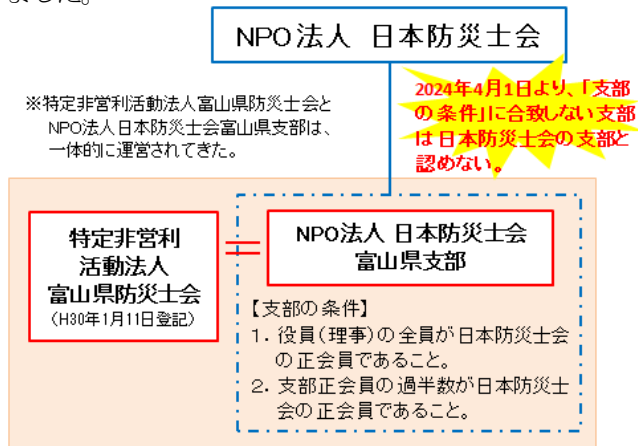 ました。
NPO法人 日本防災士会
※特定非営利活動法人富山県防災士会と
NPO法人日本防災士会富山県支部は、
一体的に運営されてきた。
2024年4月1日より、「支部
の条件」に合致しない支部
は日本防災士会の支部と
認めない。
特定非営利
活動法人
富山県防災士会
(H30年1月11日登記)
NPO法人 日本防災士会
富山県支部
【支部の条件】
1. 役員(理事)の全員が日本防災士会
の正会員であること。
2. 支部正会員の過半数が日本防災士
会の正会員であること。